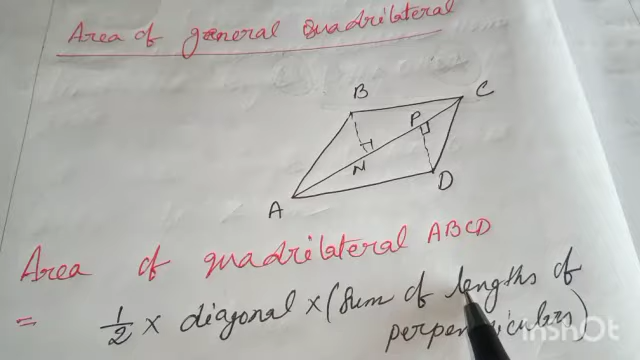 Area of general quadrilateral
B
C
P
N
D
A
Area of quadrilateral ABCD
= 1/2 × diagonal × (sum of lengths of
perpendiculars)
InShOt